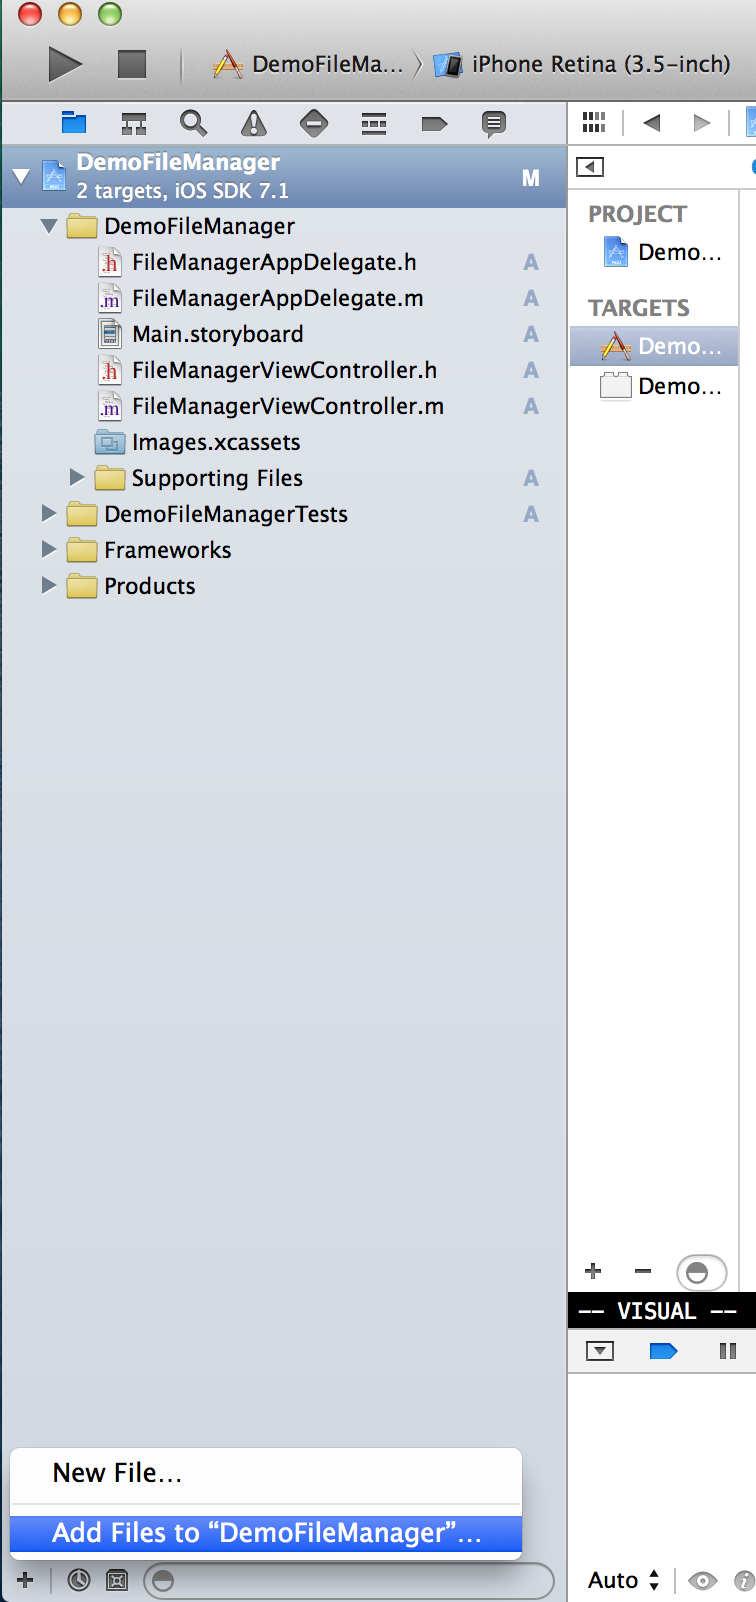 DemoFileMa... iPhone Retina (3.5-inch)
DemoFileManager
2 targets, iOS SDK 7.1
M
DemoFileManager
FileManagerAppDelegate.h A
FileManagerAppDelegate.m A
Main.storyboard A
FileManagerViewController.h A
FileManagerViewController.m A
Images.xcassets
Supporting Files A
DemoFileManagerTests A
Frameworks
Products
PROJECT
Demo...
TARGETS
Demo...
Demo...
-- VISUAL --
New File...
Add Files to “DemoFileManager”...
Auto